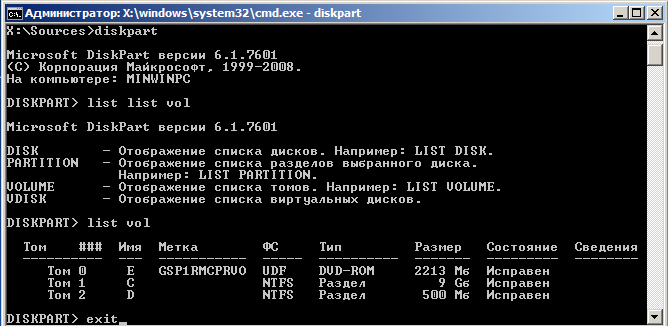 Администратор: X:\windows\system32\cmd.exe - diskpart
X:\Sources>diskpart
Microsoft DiskPart версии 6.1.7601
(C) Корпорация Майкрософт, 1999-2008.
На компьютере: MINWINPC
DISKPART> list list vol
Microsoft DiskPart версии 6.1.7601
DISK - Отображение списка дисков. Например: LIST DISK.
PARTITION - Отображение списка разделов выбранного диска.
Например: LIST PARTITION.
VOLUME - Отображение списка томов. Например: LIST VOLUME.
VDISK - Отображение списка виртуальных дисков.
DISKPART> list vol
Том ### Имя Метка ФС Тип Размер Состояние Сведения
Том 0 E GSP1RMCPRVO UDF DVD-ROM 2213 Mб Исправен
Том 1 C NTFS Раздел 9 Gб Исправен
Том 2 D NTFS Раздел 500 Mб Исправен
DISKPART> exit